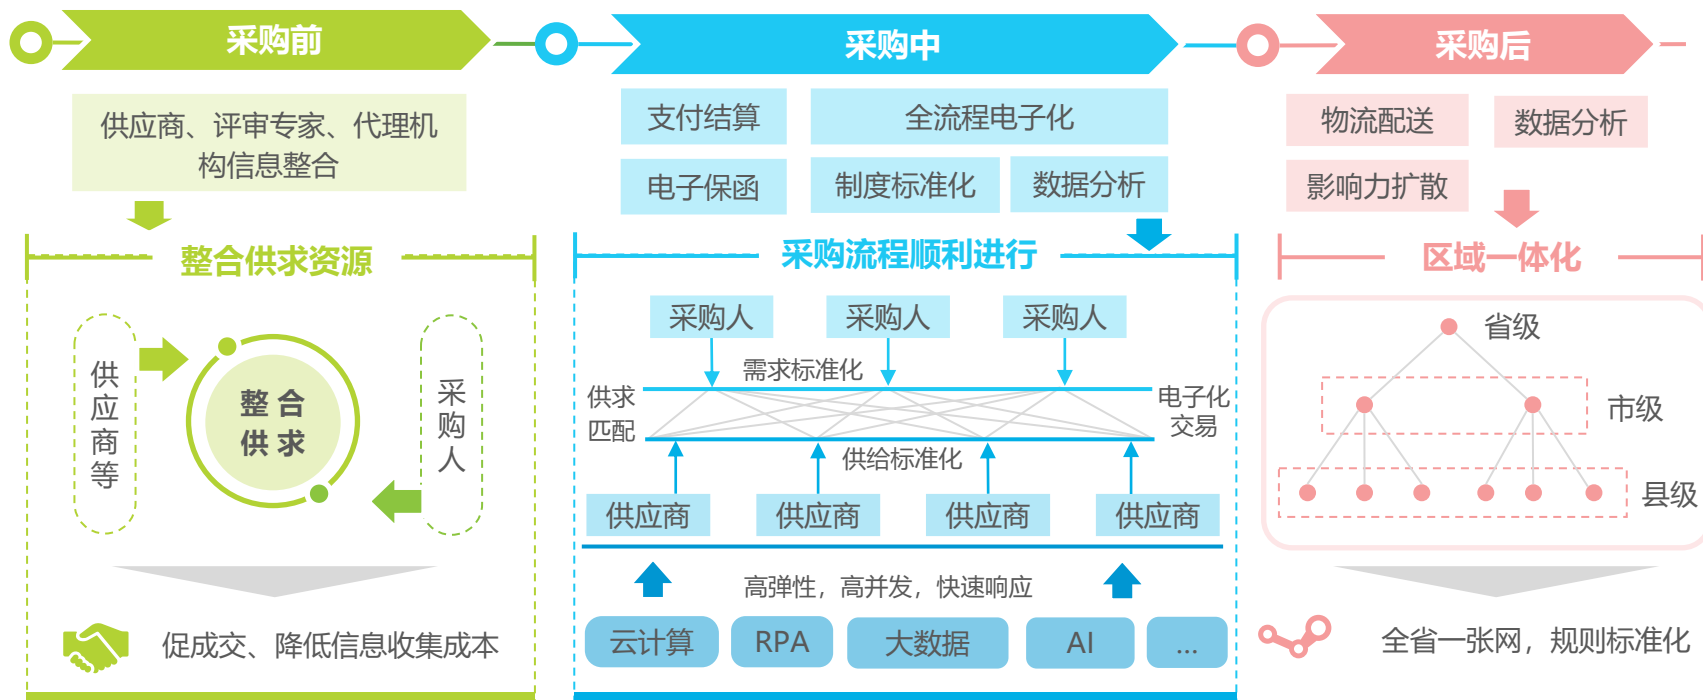 采购前
供应商、评审专家、代理机
构信息整合
整合供求资源
供应商等
整合
供求
采购人
促成交、降低信息收集成本
采购中
支付结算
全流程电子化
电子保函
制度标准化
数据分析
采购流程顺利进行
采购人
采购人
采购人
需求标准化
供求
匹配
电子化
交易
供给标准化
供应商
供应商
供应商
供应商
高弹性，高并发，快速响应
云计算
RPA
大数据
AI
...
采购后
物流配送
数据分析
影响力扩散
区域一体化
省级
市级
县级
全省一张网，规则标准化